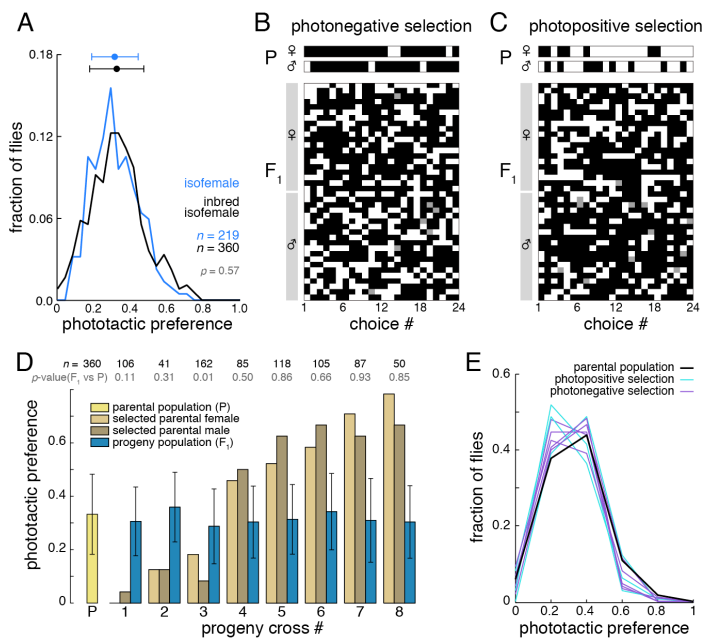 A
0.18
0.12
0.06
0.0
fraction of flies
isofemale
inbred
isofemale
n = 219
n = 360
p = 0.57
0 0.2 0.4 0.6 0.8 1.0
phototactic preference
B photonegative selection
P
♀
♂
F1
♀
♂
1 6 12 18 24
choice #
C photopositive selection
P
♀
♂
F1
♀
♂
1 6 12 18 24
choice #
D
n = 360 106 41 162 85 118 105 87 50
p-value(F1 vs P) 0.11 0.31 0.01 0.50 0.86 0.66 0.93 0.85
parental population (P)
selected parental female
selected parental male
progeny population (F1)
0.6
0.4
0.2
0
phototactic preference
P 1 2 3 4 5 6 7 8
progeny cross #
E
parental population
photopositive selection
photonegative selection
0.6
0.4
0.2
0
fraction of flies
0 0.2 0.4 0.6 0.8 1
phototactic preference